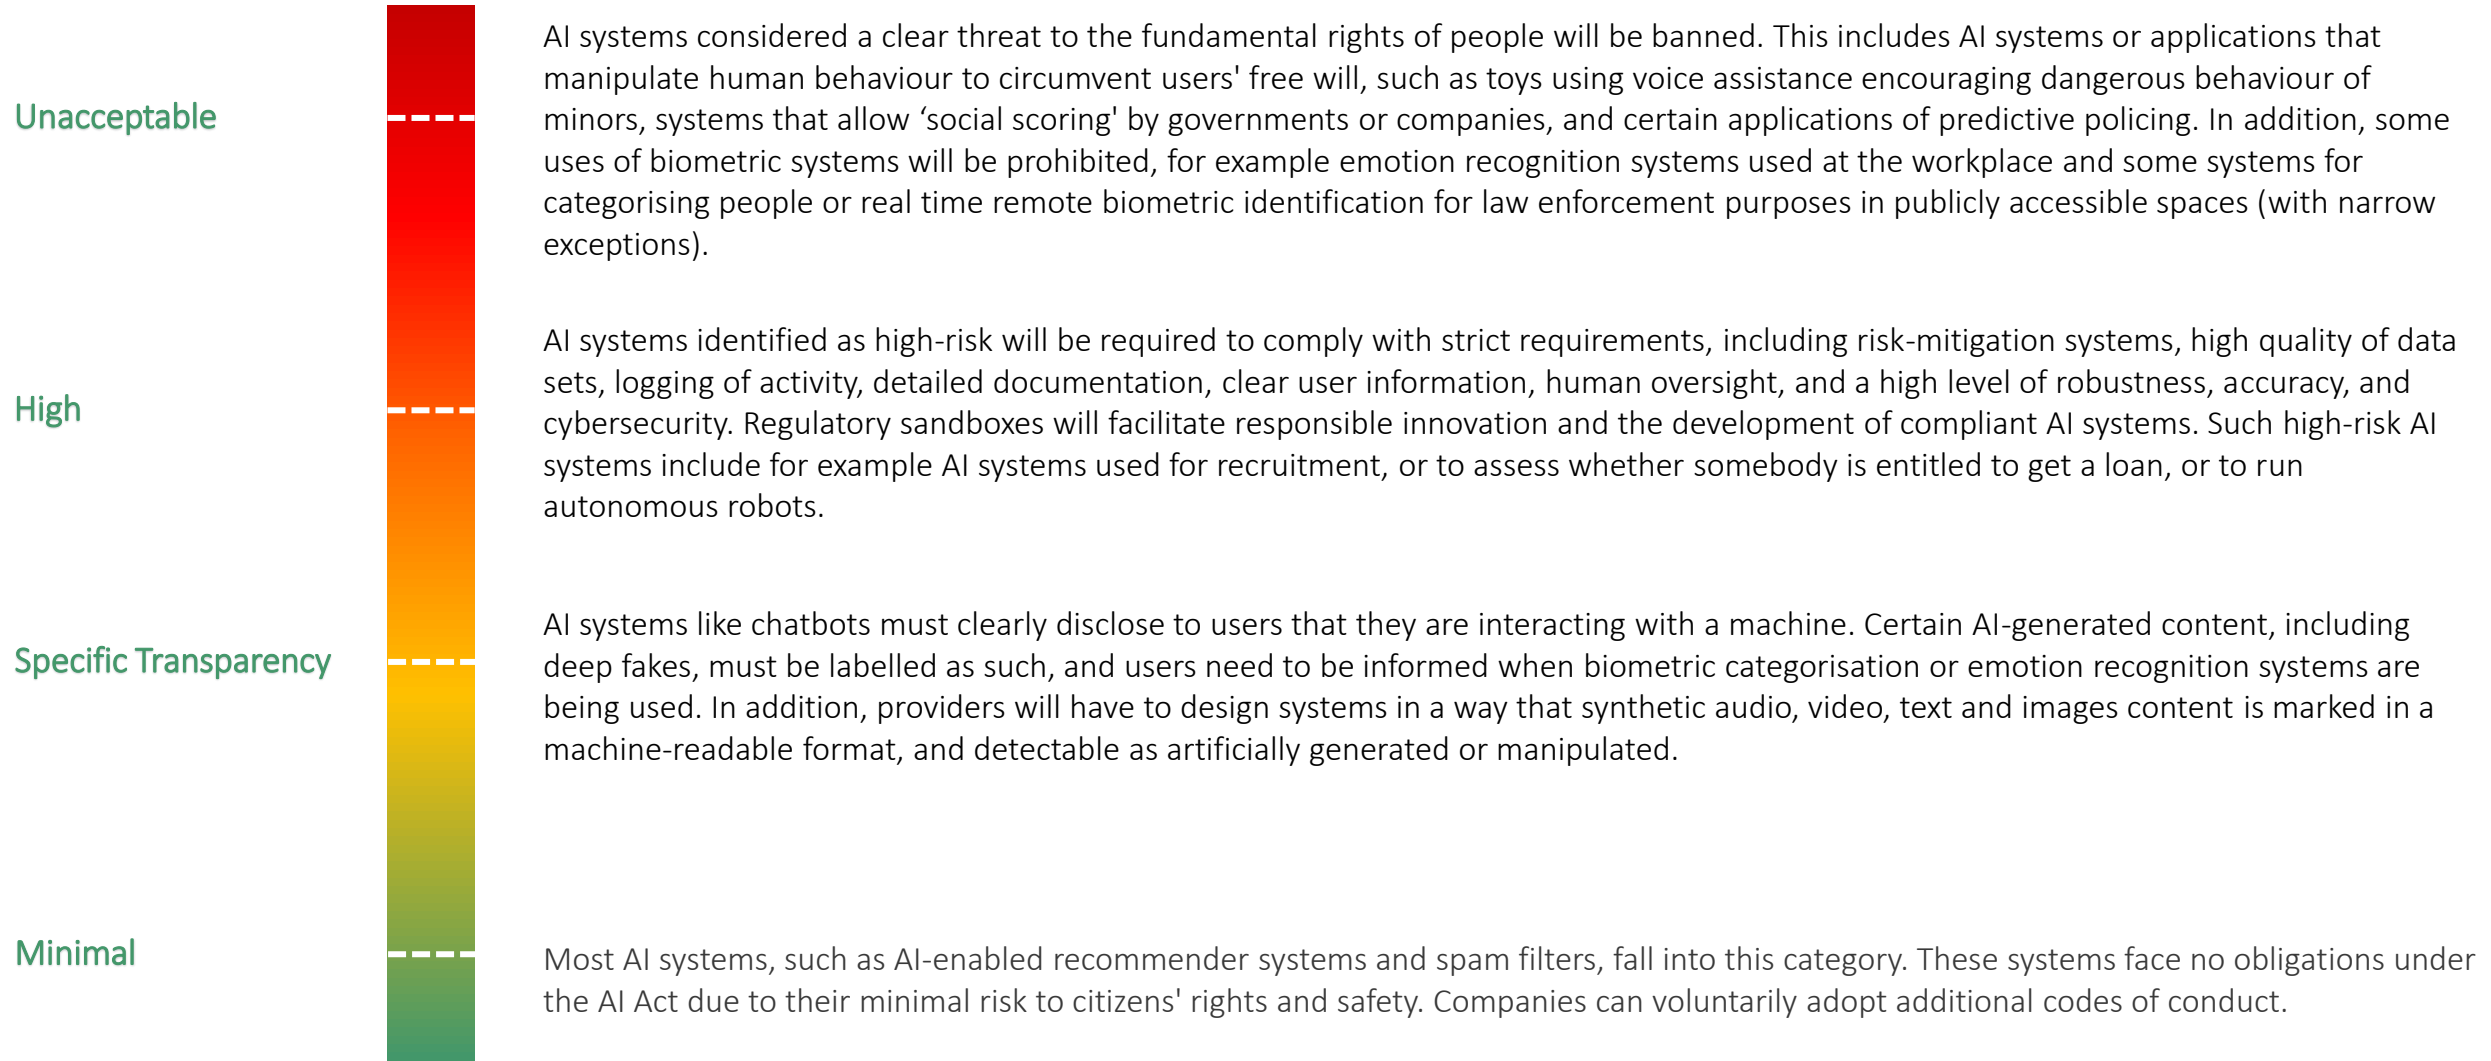 AI systems considered a clear threat to the fundamental rights of people will be banned. This includes AI systems or applications that
manipulate human behaviour to circumvent users' free will, such as toys using voice assistance encouraging dangerous behaviour of
Unacceptable
minors, systems that allow ‘social scoring' by governments or companies, and certain applications of predictive policing. In addition, some
uses of biometric systems will be prohibited, for example emotion recognition systems used at the workplace and some systems for
categorising people or real time remote biometric identification for law enforcement purposes in publicly accessible spaces (with narrow
exceptions).
AI systems identified as high-risk will be required to comply with strict requirements, including risk-mitigation systems, high quality of data
sets, logging of activity, detailed documentation, clear user information, human oversight, and a high level of robustness, accuracy, and
High
cybersecurity. Regulatory sandboxes will facilitate responsible innovation and the development of compliant AI systems. Such high-risk AI
systems include for example AI systems used for recruitment, or to assess whether somebody is entitled to get a loan, or to run
autonomous robots.
AI systems like chatbots must clearly disclose to users that they are interacting with a machine. Certain AI-generated content, including
Specific Transparency
deep fakes, must be labelled as such, and users need to be informed when biometric categorisation or emotion recognition systems are
being used. In addition, providers will have to design systems in a way that synthetic audio, video, text and images content is marked in a
machine-readable format, and detectable as artificially generated or manipulated.
Minimal
Most AI systems, such as AI-enabled recommender systems and spam filters, fall into this category. These systems face no obligations under
the AI Act due to their minimal risk to citizens' rights and safety. Companies can voluntarily adopt additional codes of conduct.